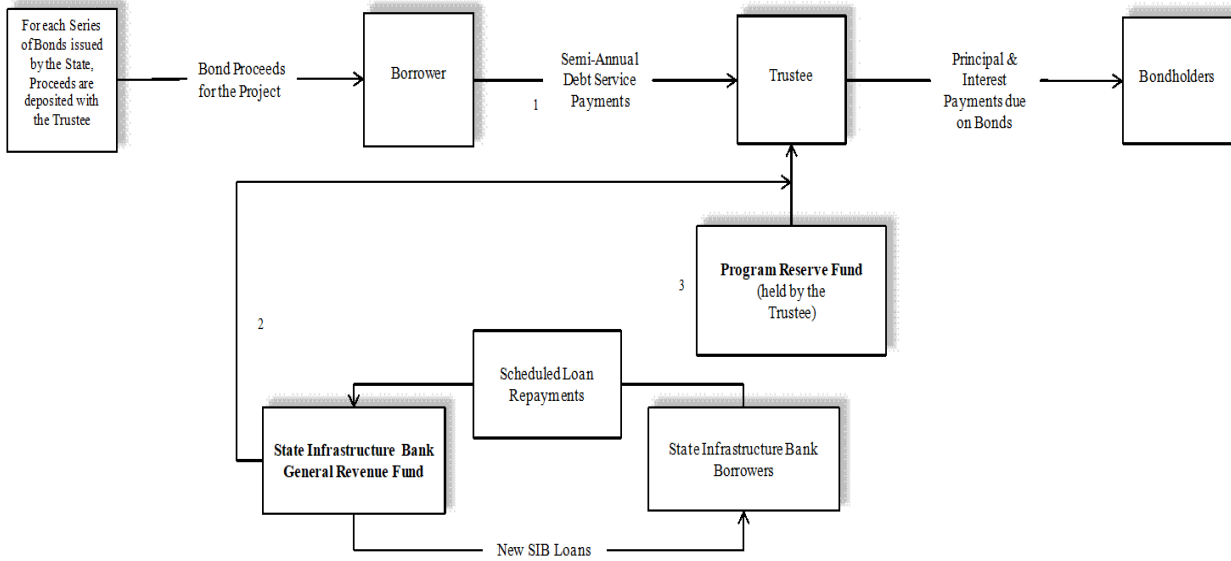 For each Series
of Bonds issued
by the State,
Proceeds are
deposited with
the Trustee
Bond Proceeds
for the Project
Borrower
Semi-Annual
Debt Service
Payments
1
Trustee
Principal &
Interest
Payments due
on Bonds
Bondholders
2
3
Program Reserve Fund
(held by the
Trustee)
Scheduled Loan
Repayments
State Infrastructure Bank
General Revenue Fund
State Infrastructure Bank
Borrowers
New SIB Loans